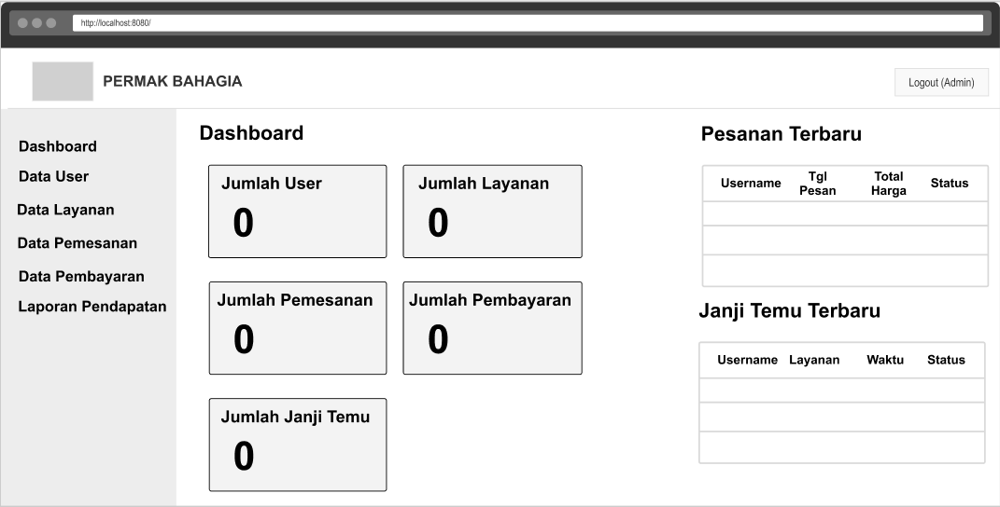 http://localhost:8080/
PERMAK BAHAGIA
Logout (Admin)
Dashboard
Data User
Data Layanan
Data Pemesanan
Data Pembayaran
Laporan Pendapatan
Dashboard
Jumlah User
0
Jumlah Layanan
0
Jumlah Pemesanan
0
Jumlah Pembayaran
0
Jumlah Janji Temu
0
Pesanan Terbaru
Username Tgl Pesan Total Harga Status
Janji Temu Terbaru
Username Layanan Waktu Status